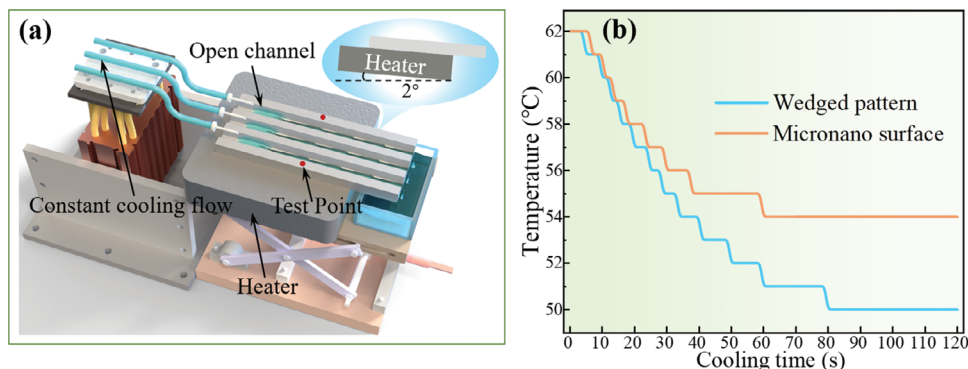 (a)
Open channel
Heater
2°
Constant cooling flow
Test Point
Heater
(b)
Temperature (℃)
62
60
58
56
54
52
50
Wedged pattern
Micronano surface
0 10 20 30 40 50 60 70 80 90 100 110 120
Cooling time (s)